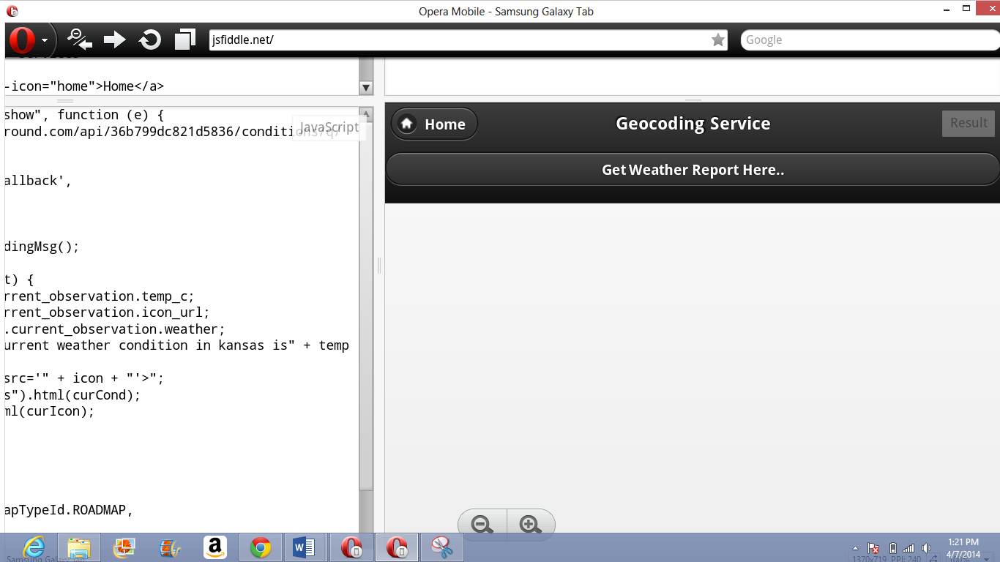 Opera Mobile - Samsung Galaxy Tab
jsfiddle.net/
Google
-icon="home">Home</a>
show", function (e) {
round.com/api/36b799dc821d5836/conditions/q/
JavaScript
allback',
dingMsg();
t) {
rrent_observation.temp_c;
rrent_observation.icon_url;
.current_observation.weather;
urrent weather condition in kansas is" + temp
src='" + icon + "'>";
s").html(curCond);
ml(curIcon);
apTypeId.ROADMAP,
Home
Geocoding Service
Result
Get Weather Report Here..
1:21 PM
4/7/2014
Samsung Galaxy Tab
1370x719 PPI: 240
100%